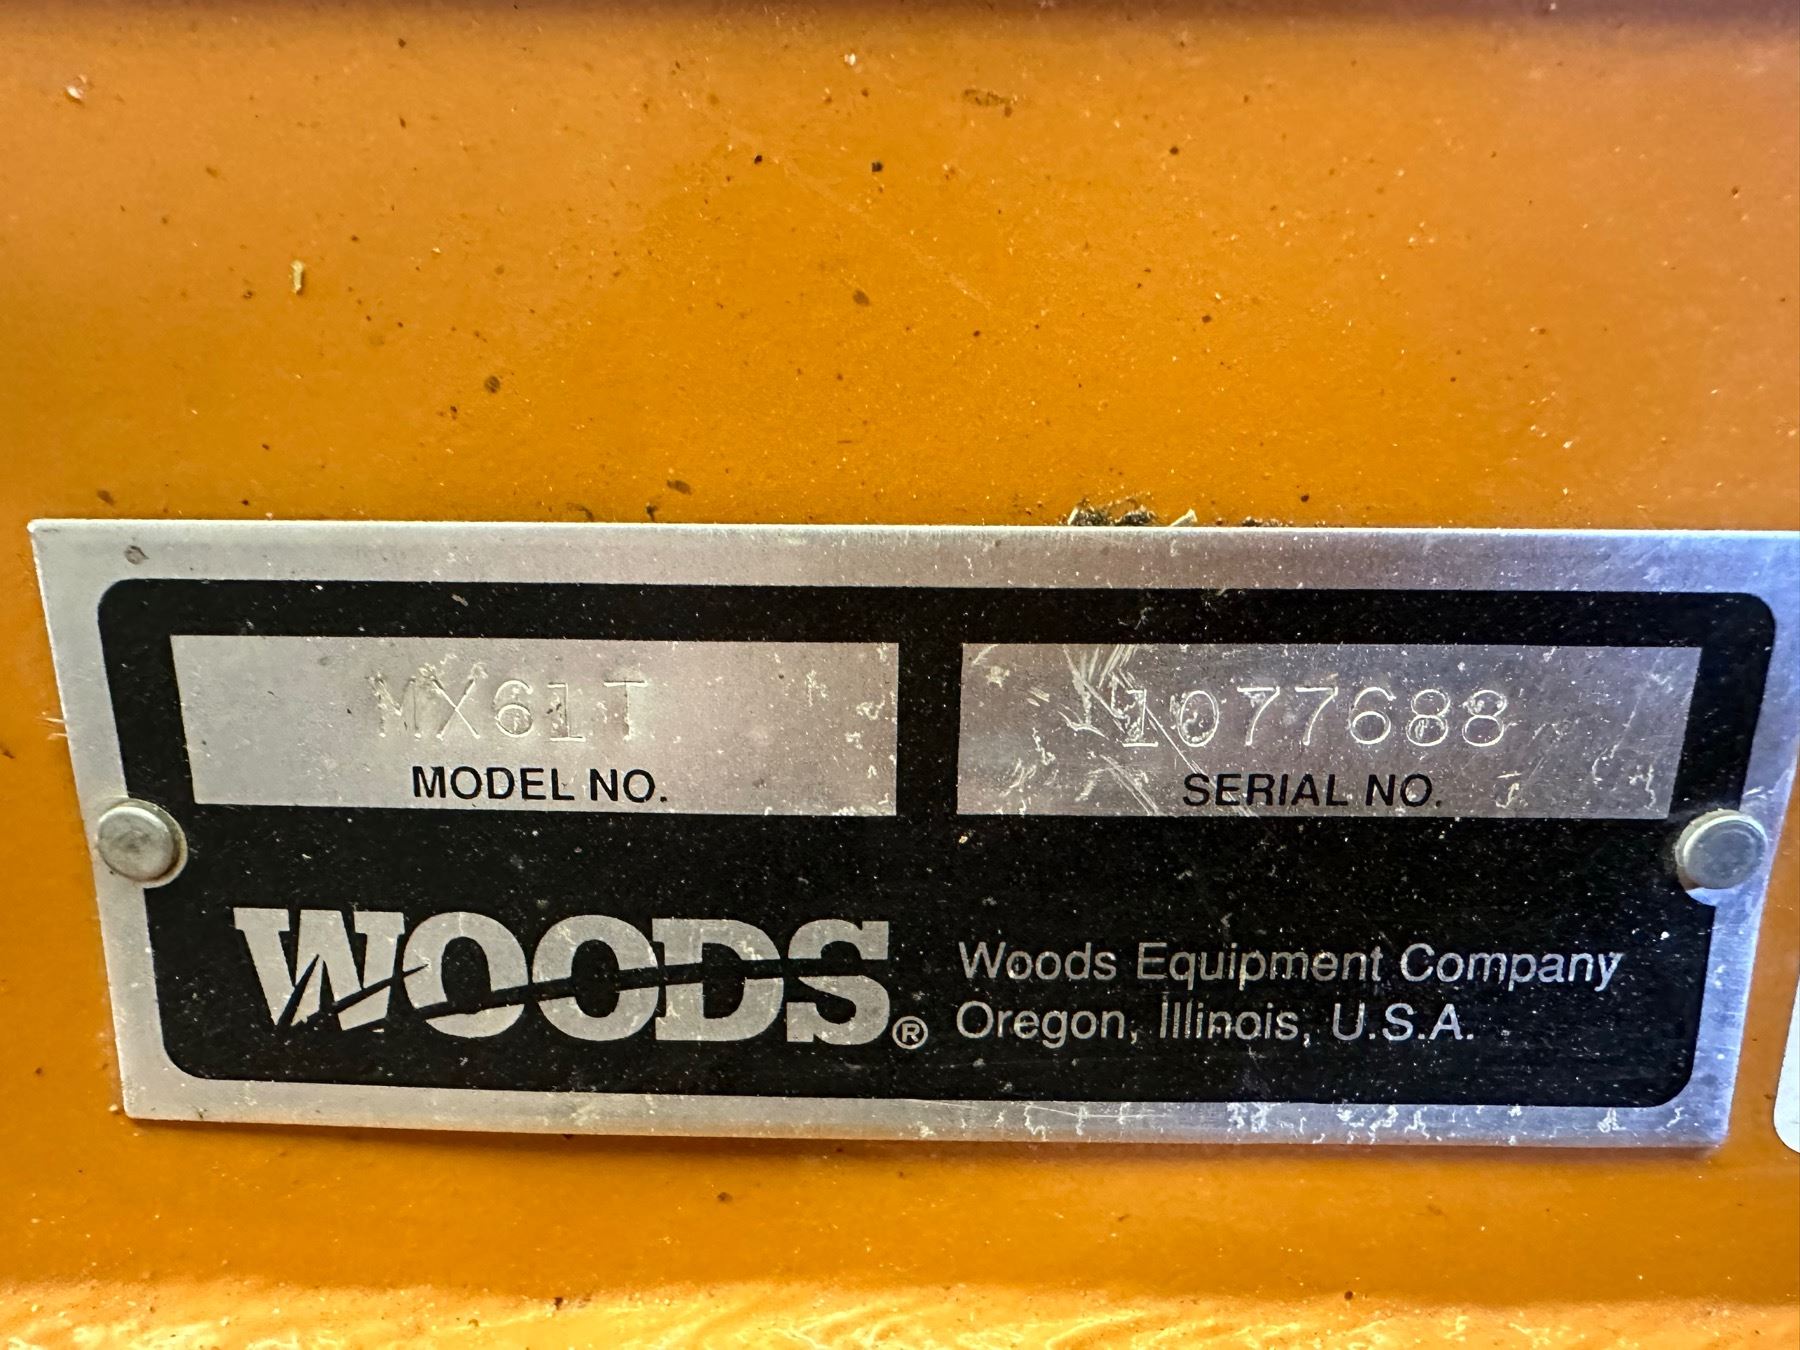 MX61T
MODEL NO.
1077688
SERIAL NO.
WOODS®
Woods Equipment Company
Oregon, Illinois, U.S.A.